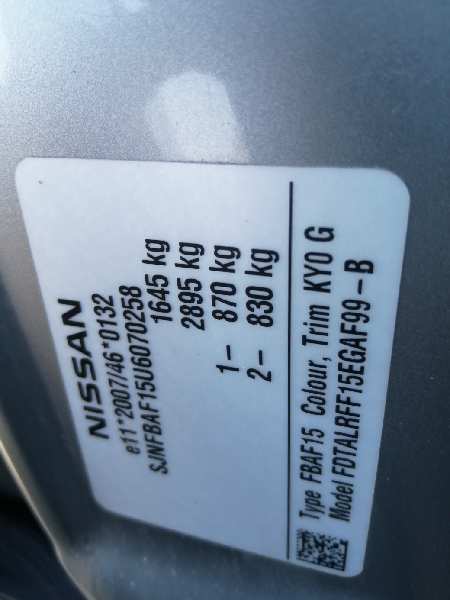 NISSAN
e11*2007/46*0132
SJNFBAF15U6070258
1645 kg
2895 kg
1- 870 kg
2- 830 kg
Type FBAF15 Colour, Trim KY0 G
Model FDTALRFF15EGAF99-B